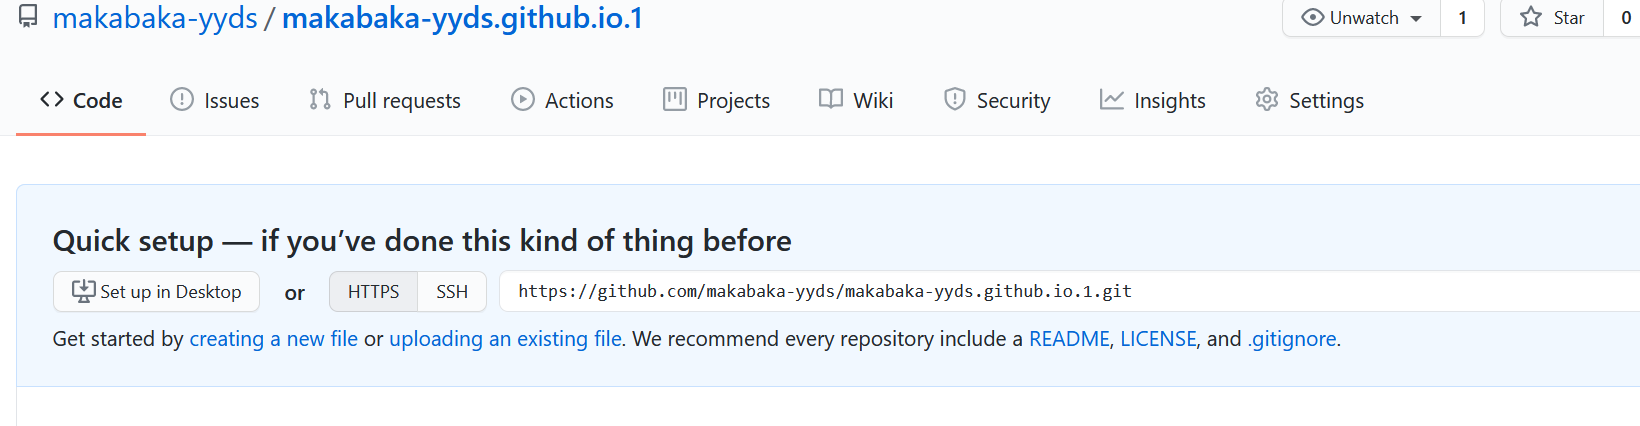 makabaka-yyds / makabaka-yyds.github.io.1 Unwatch 1 Star 0
Code Issues Pull requests Actions Projects Wiki Security Insights Settings
Quick setup — if you’ve done this kind of thing before
Set up in Desktop or HTTPS SSH https://github.com/makabaka-yyds/makabaka-yyds.github.io.1.git
Get started by creating a new file or uploading an existing file. We recommend every repository include a README, LICENSE, and .gitignore.